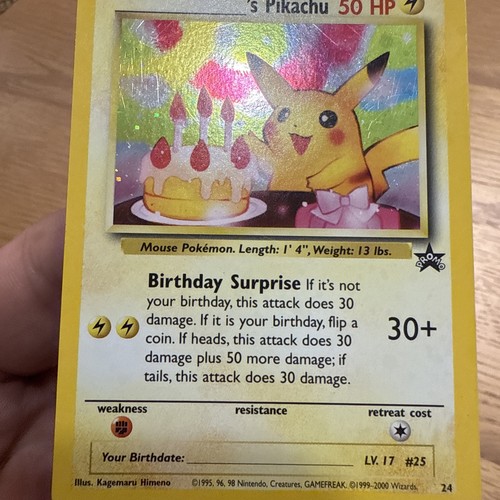 's Pikachu 50 HP
Mouse Pokémon. Length: 1' 4", Weight: 13 lbs.
PROMO
Birthday Surprise If it's not
your birthday, this attack does 30
damage. If it is your birthday, flip a
coin. If heads, this attack does 30
damage plus 50 more damage; if
tails, this attack does 30 damage.
30+
weakness resistance retreat cost
Your Birthdate: LV. 17 #25
Illus. Kagemaru Himeno ©1995, 96, 98 Nintendo, Creatures, GAMEFREAK. ©1999-2000 Wizards. 24